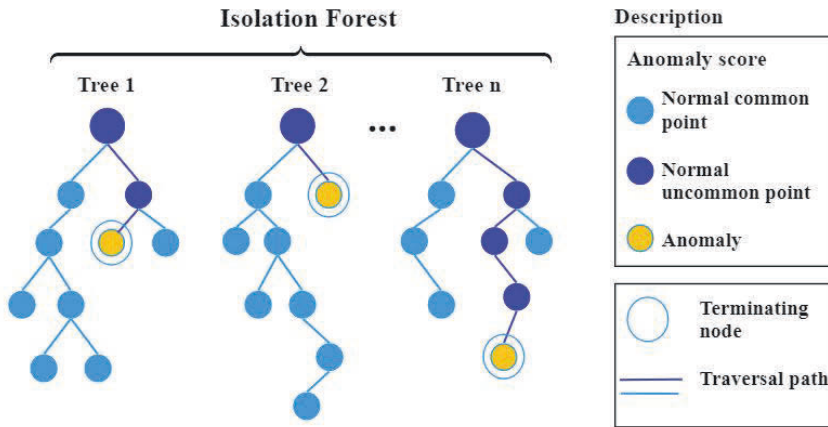 Isolation Forest
Tree 1
Tree 2
Tree n
...
Description
Anomaly score
Normal common
point
Normal
uncommon point
Anomaly
Terminating
node
Traversal path